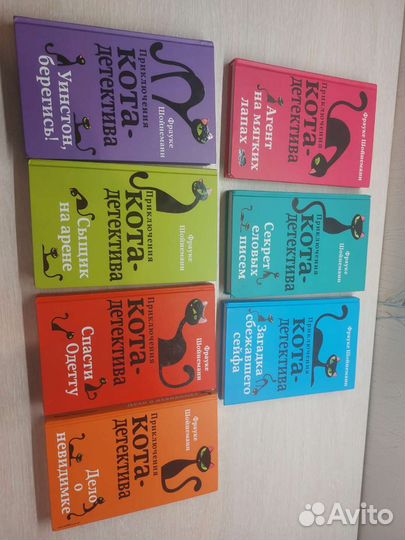 Фрауке
Шойнеманн
Приключения
кота-
детектива
Уинстон,
берегись!
Фрауке
Шойнеманн
Приключения
кота-
детектива
Сыщик
на арене
Фрауке
Шойнеманн
Приключения
кота-
детектива
Спасти
Одетту
Фрауке
Шойнеманн
Приключения
кота-
детектива
Дело
о
невидимке
Фрауке Шойнеманн
Приключения
кота-
детектива
Агент
на мягких
лапах
Фрауке
Шойнеманн
Приключения
кота-
детектива
Секрет
еловых
писем
Фрауке Шойнеманн
Приключения
кота-
детектива
Загадка
сбежавшего
сейфа
Avito